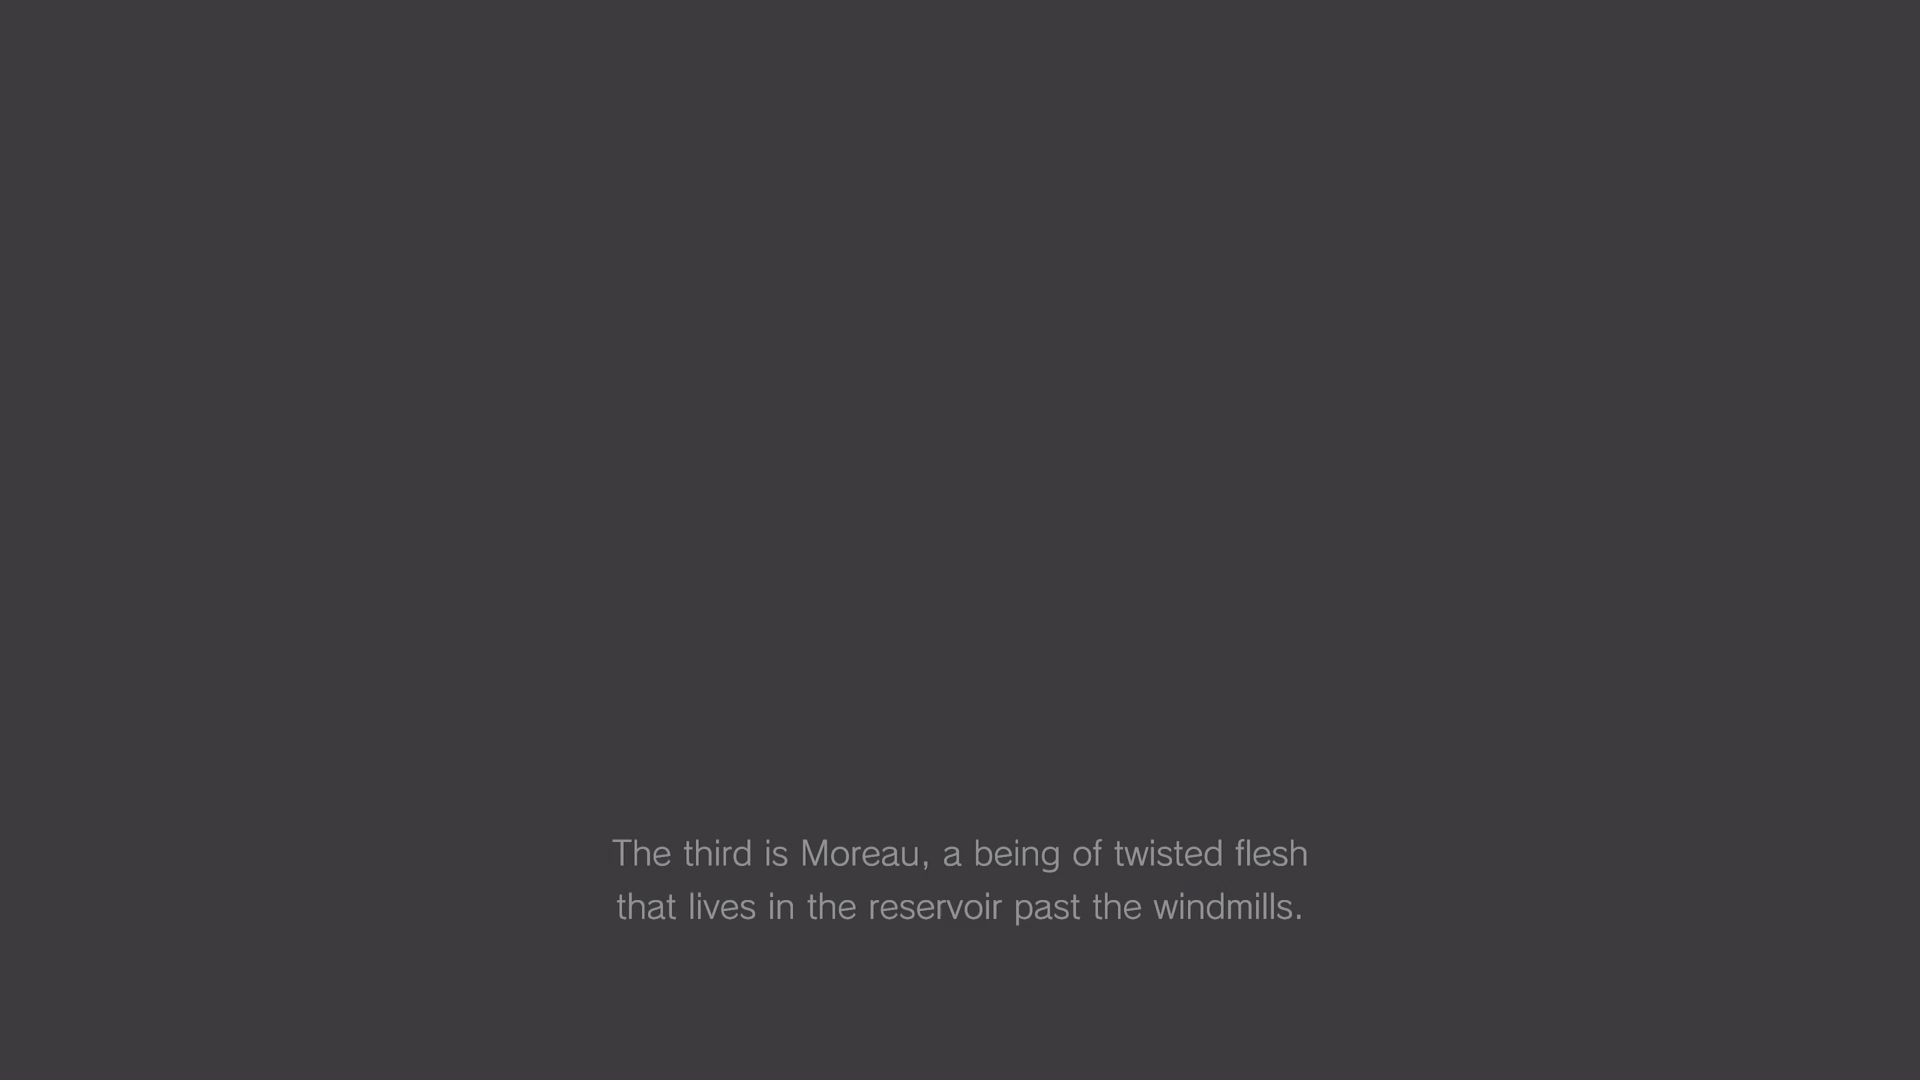 The third is Moreau, a being of twisted flesh
that lives in the reservoir past the windmills.